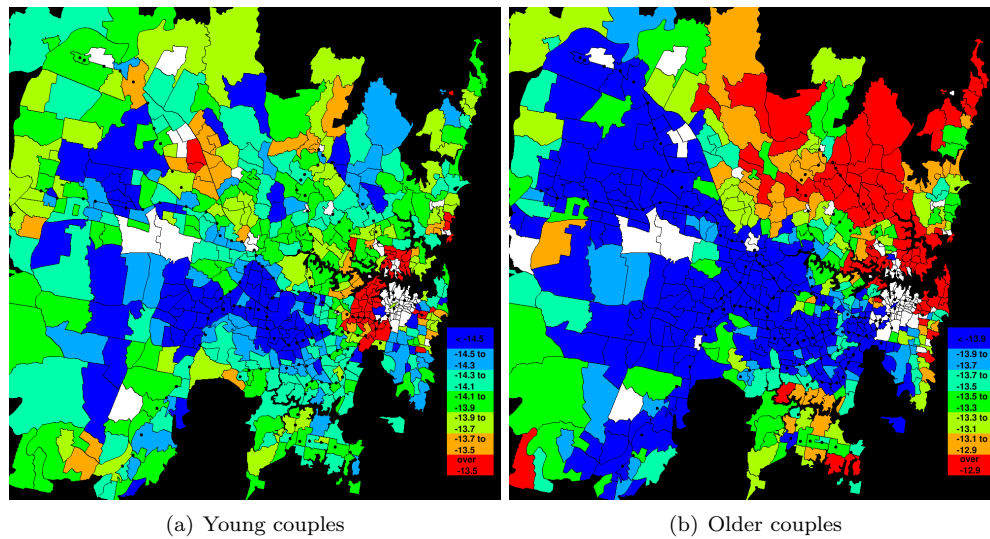 < -14.5
-14.5 to
-14.3
-14.3 to
-14.1
-14.1 to
-13.9
-13.9 to
-13.7
-13.7 to
-13.5
over
-13.5
< -13.9
-13.9 to
-13.7
-13.7 to
-13.5
-13.5 to
-13.3
-13.3 to
-13.1
-13.1 to
-12.9
over
-12.9
(a) Young couples
(b) Older couples